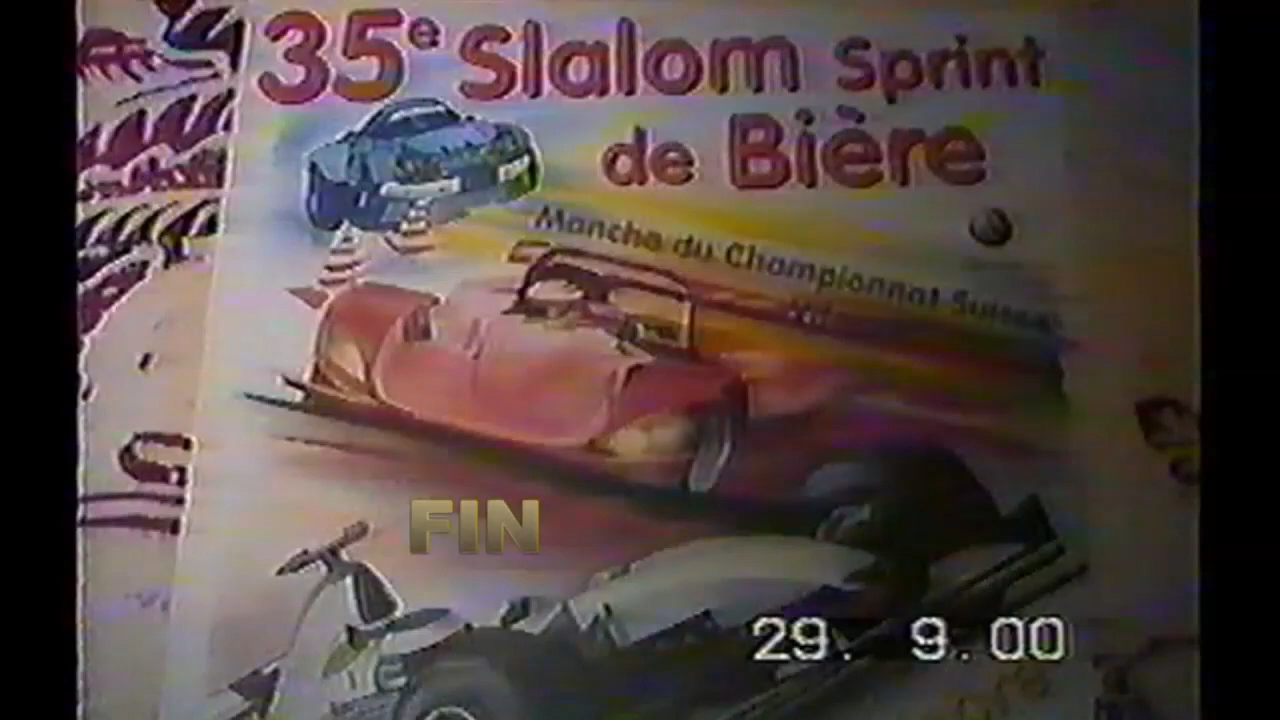 35e Slalom Sprint
de Bière
Manche du Championnat Suisse
FIN
29. 9.00